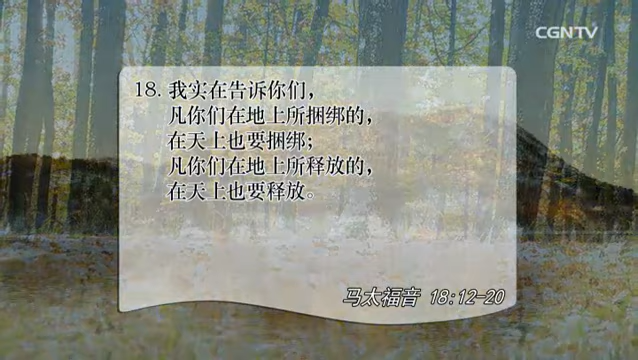 CGNTV
18. 我实在告诉你们，
凡你们在地上所捆绑的，
在天上也要捆绑；
凡你们在地上所释放的，
在天上也要释放。
马太福音 18:12-20